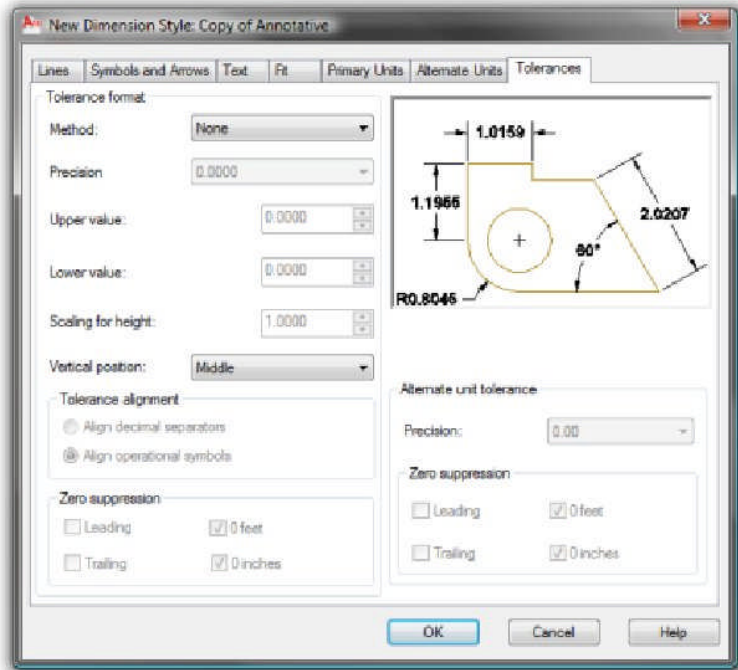 New Dimension Style: Copy of Annotative
Lines Symbols and Arrows Text Fit Primary Units Alternate Units Tolerances
Tolerance format
Method: None
Precision 0.0000
Upper value: 0.0000
Lower value: 0.0000
Scaling for height: 1.0000
Vertical position: Middle
Tolerance alignment
Align decimal separators
Align operational symbols
Zero suppression
Leading 0 feet
Trailing 0 inches
1.0159
1.1955
2.0207
60°
R0.8045
Alternate unit tolerance
Precision: 0.00
Zero suppression
Leading 0 feet
Trailing 0 inches
OK Cancel Help